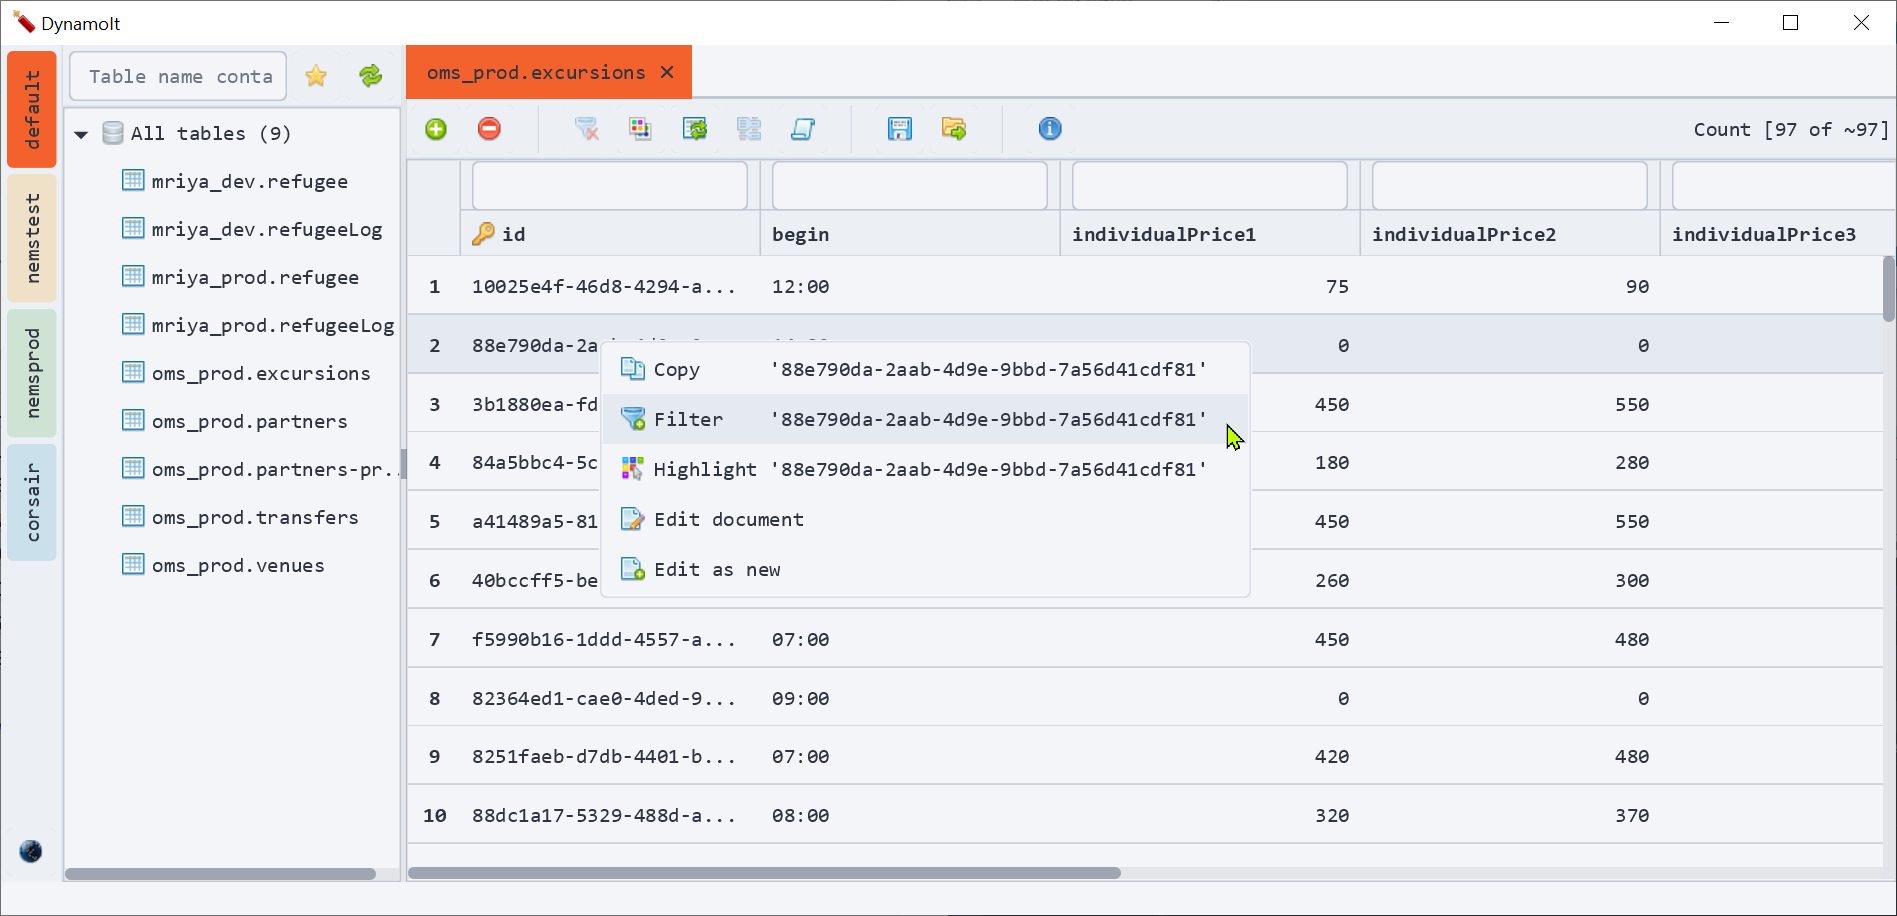 DynamoIt
default
nemstest
nemsprod
corsair
Table name conta
All tables (9)
mriya_dev.refugee
mriya_dev.refugeeLog
mriya_prod.refugee
mriya_prod.refugeeLog
oms_prod.excursions
oms_prod.partners
oms_prod.partners-pr..
oms_prod.transfers
oms_prod.venues
oms_prod.excursions
Count [97 of ~97]
id begin individualPrice1 individualPrice2 individualPrice3
1 10025e4f-46d8-4294-a... 12:00 75 90
2 88e790da-2a 0 0
3 3b1880ea-fd 450 550
4 84a5bbc4-5c 180 280
5 a41489a5-81 450 550
6 40bccff5-be 260 300
7 f5990b16-1ddd-4557-a... 07:00 450 480
8 82364ed1-cae0-4ded-9... 09:00 0 0
9 8251faeb-d7db-4401-b... 07:00 420 480
10 88dc1a17-5329-488d-a... 08:00 320 370
Copy '88e790da-2aab-4d9e-9bbd-7a56d41cdf81'
Filter '88e790da-2aab-4d9e-9bbd-7a56d41cdf81'
Highlight '88e790da-2aab-4d9e-9bbd-7a56d41cdf81'
Edit document
Edit as new